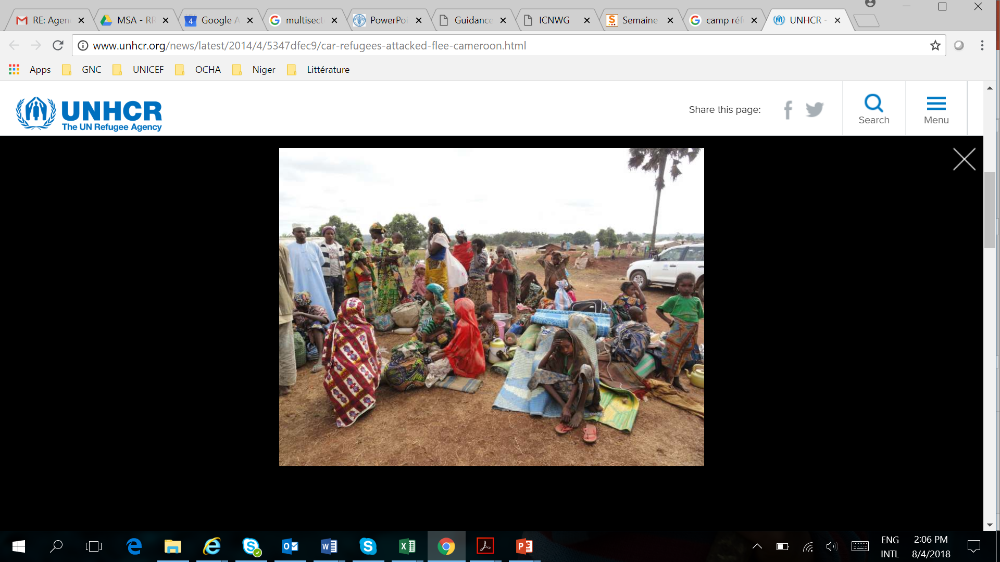 RE: Agen
MSA - RR
4
Google A
multisect
PowerPoi
Guidance
ICNWG
Semaine
camp réf
UNHCR -
www.unhcr.org/news/latest/2014/4/5347dfec9/car-refugees-attacked-flee-cameroon.html
Apps
GNC
UNICEF
OCHA
Niger
Littérature
UNHCR
The UN Refugee Agency
Share this page:
Search
Menu
ENG
INTL
2:06 PM
8/4/2018